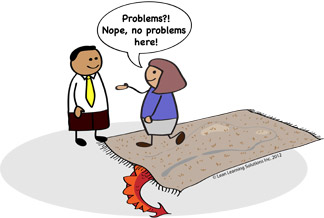 Problems?!
Nope, no problems
here!
© Lean Learning Solutions Inc. 2012